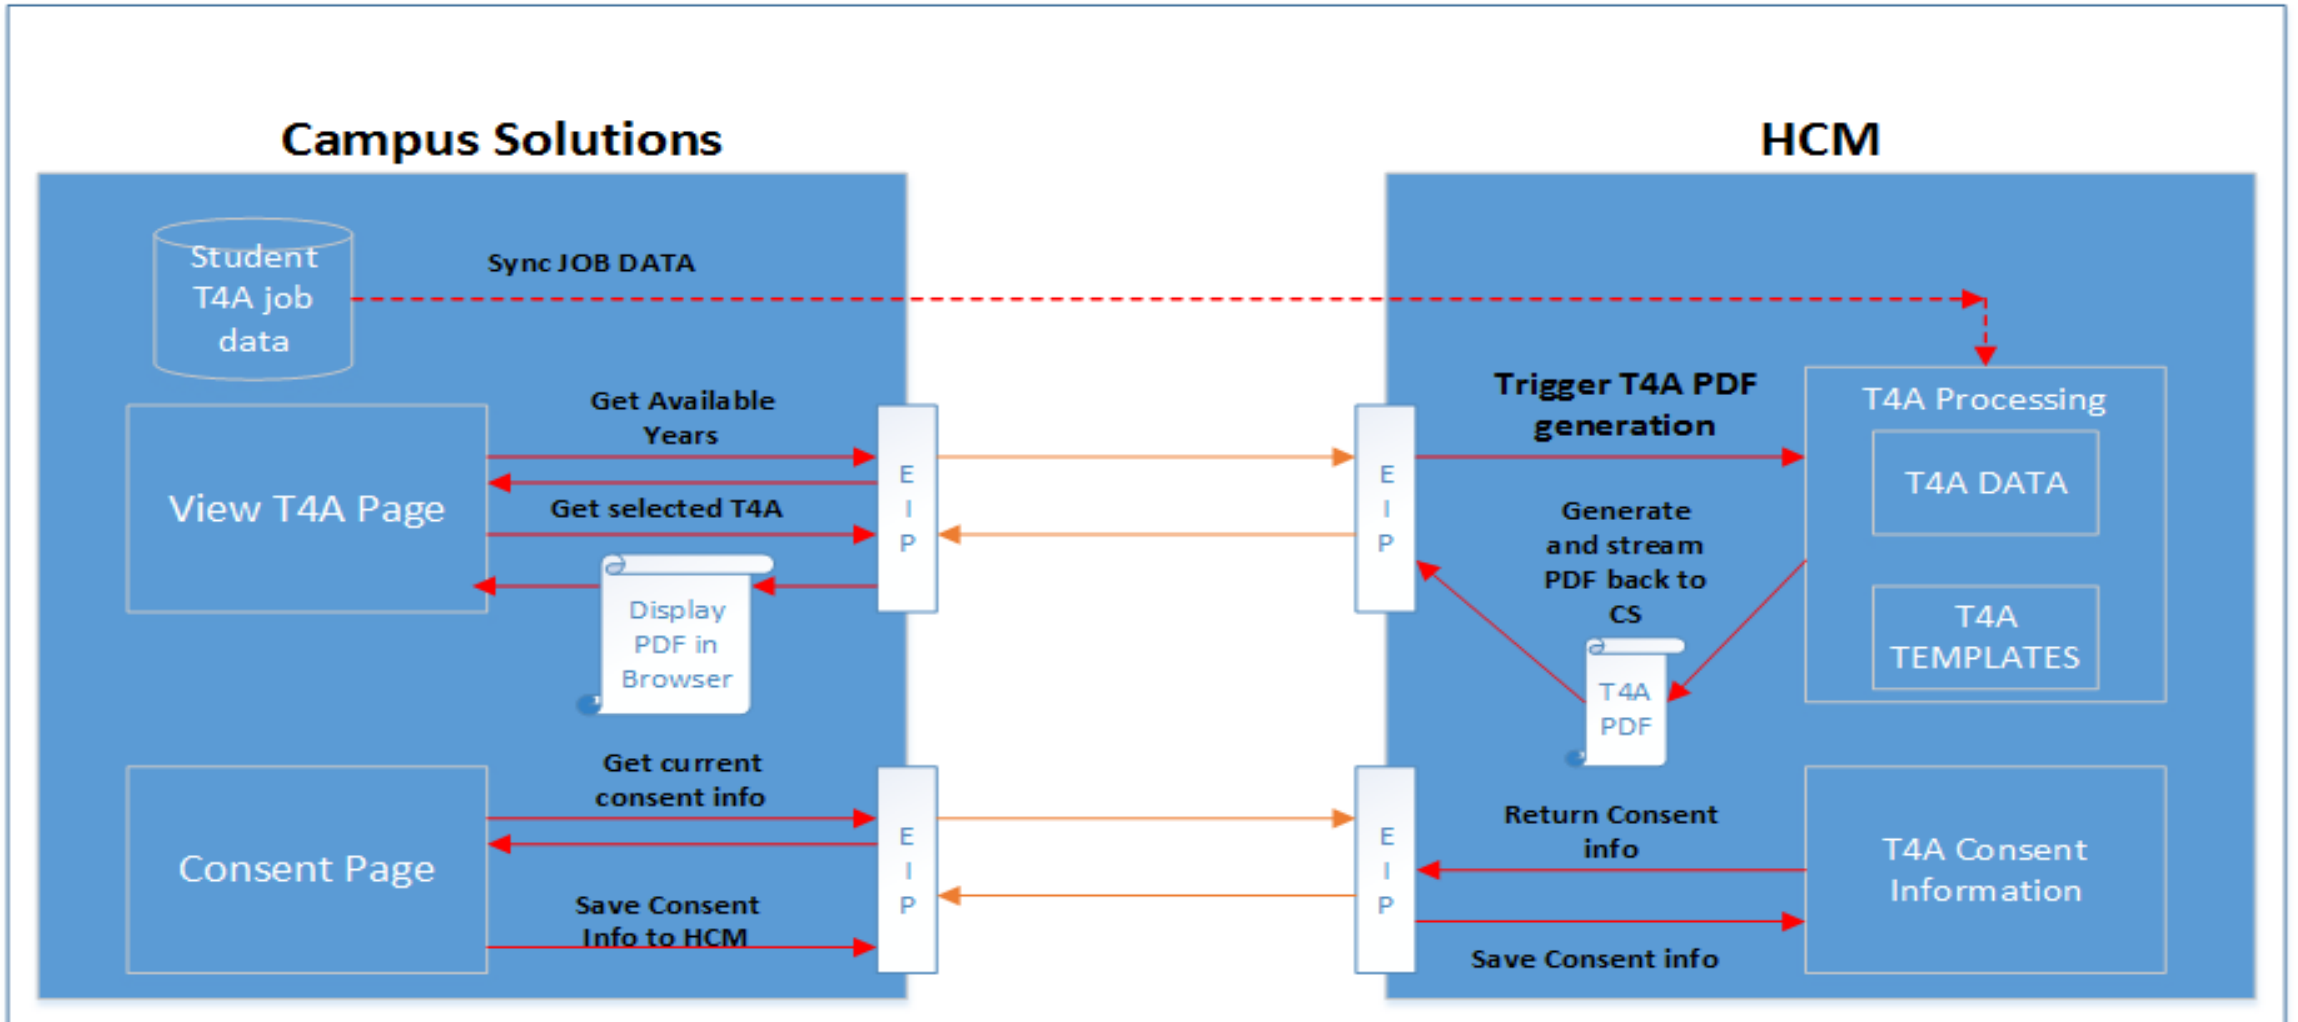 Campus Solutions
HCM
Student
T4A job
data
Sync JOB DATA
Get Available
Years
View T4A Page
Get selected T4A
Display
PDF in
Browser
E
I
P
E
I
P
Trigger T4A PDF
generation
Generate
and stream
PDF back to
CS
T4A
PDF
T4A Processing
T4A DATA
T4A
TEMPLATES
Get current
consent info
Consent Page
Save Consent
Info to HCM
E
I
P
E
I
P
Return Consent
info
Save Consent info
T4A Consent
Information